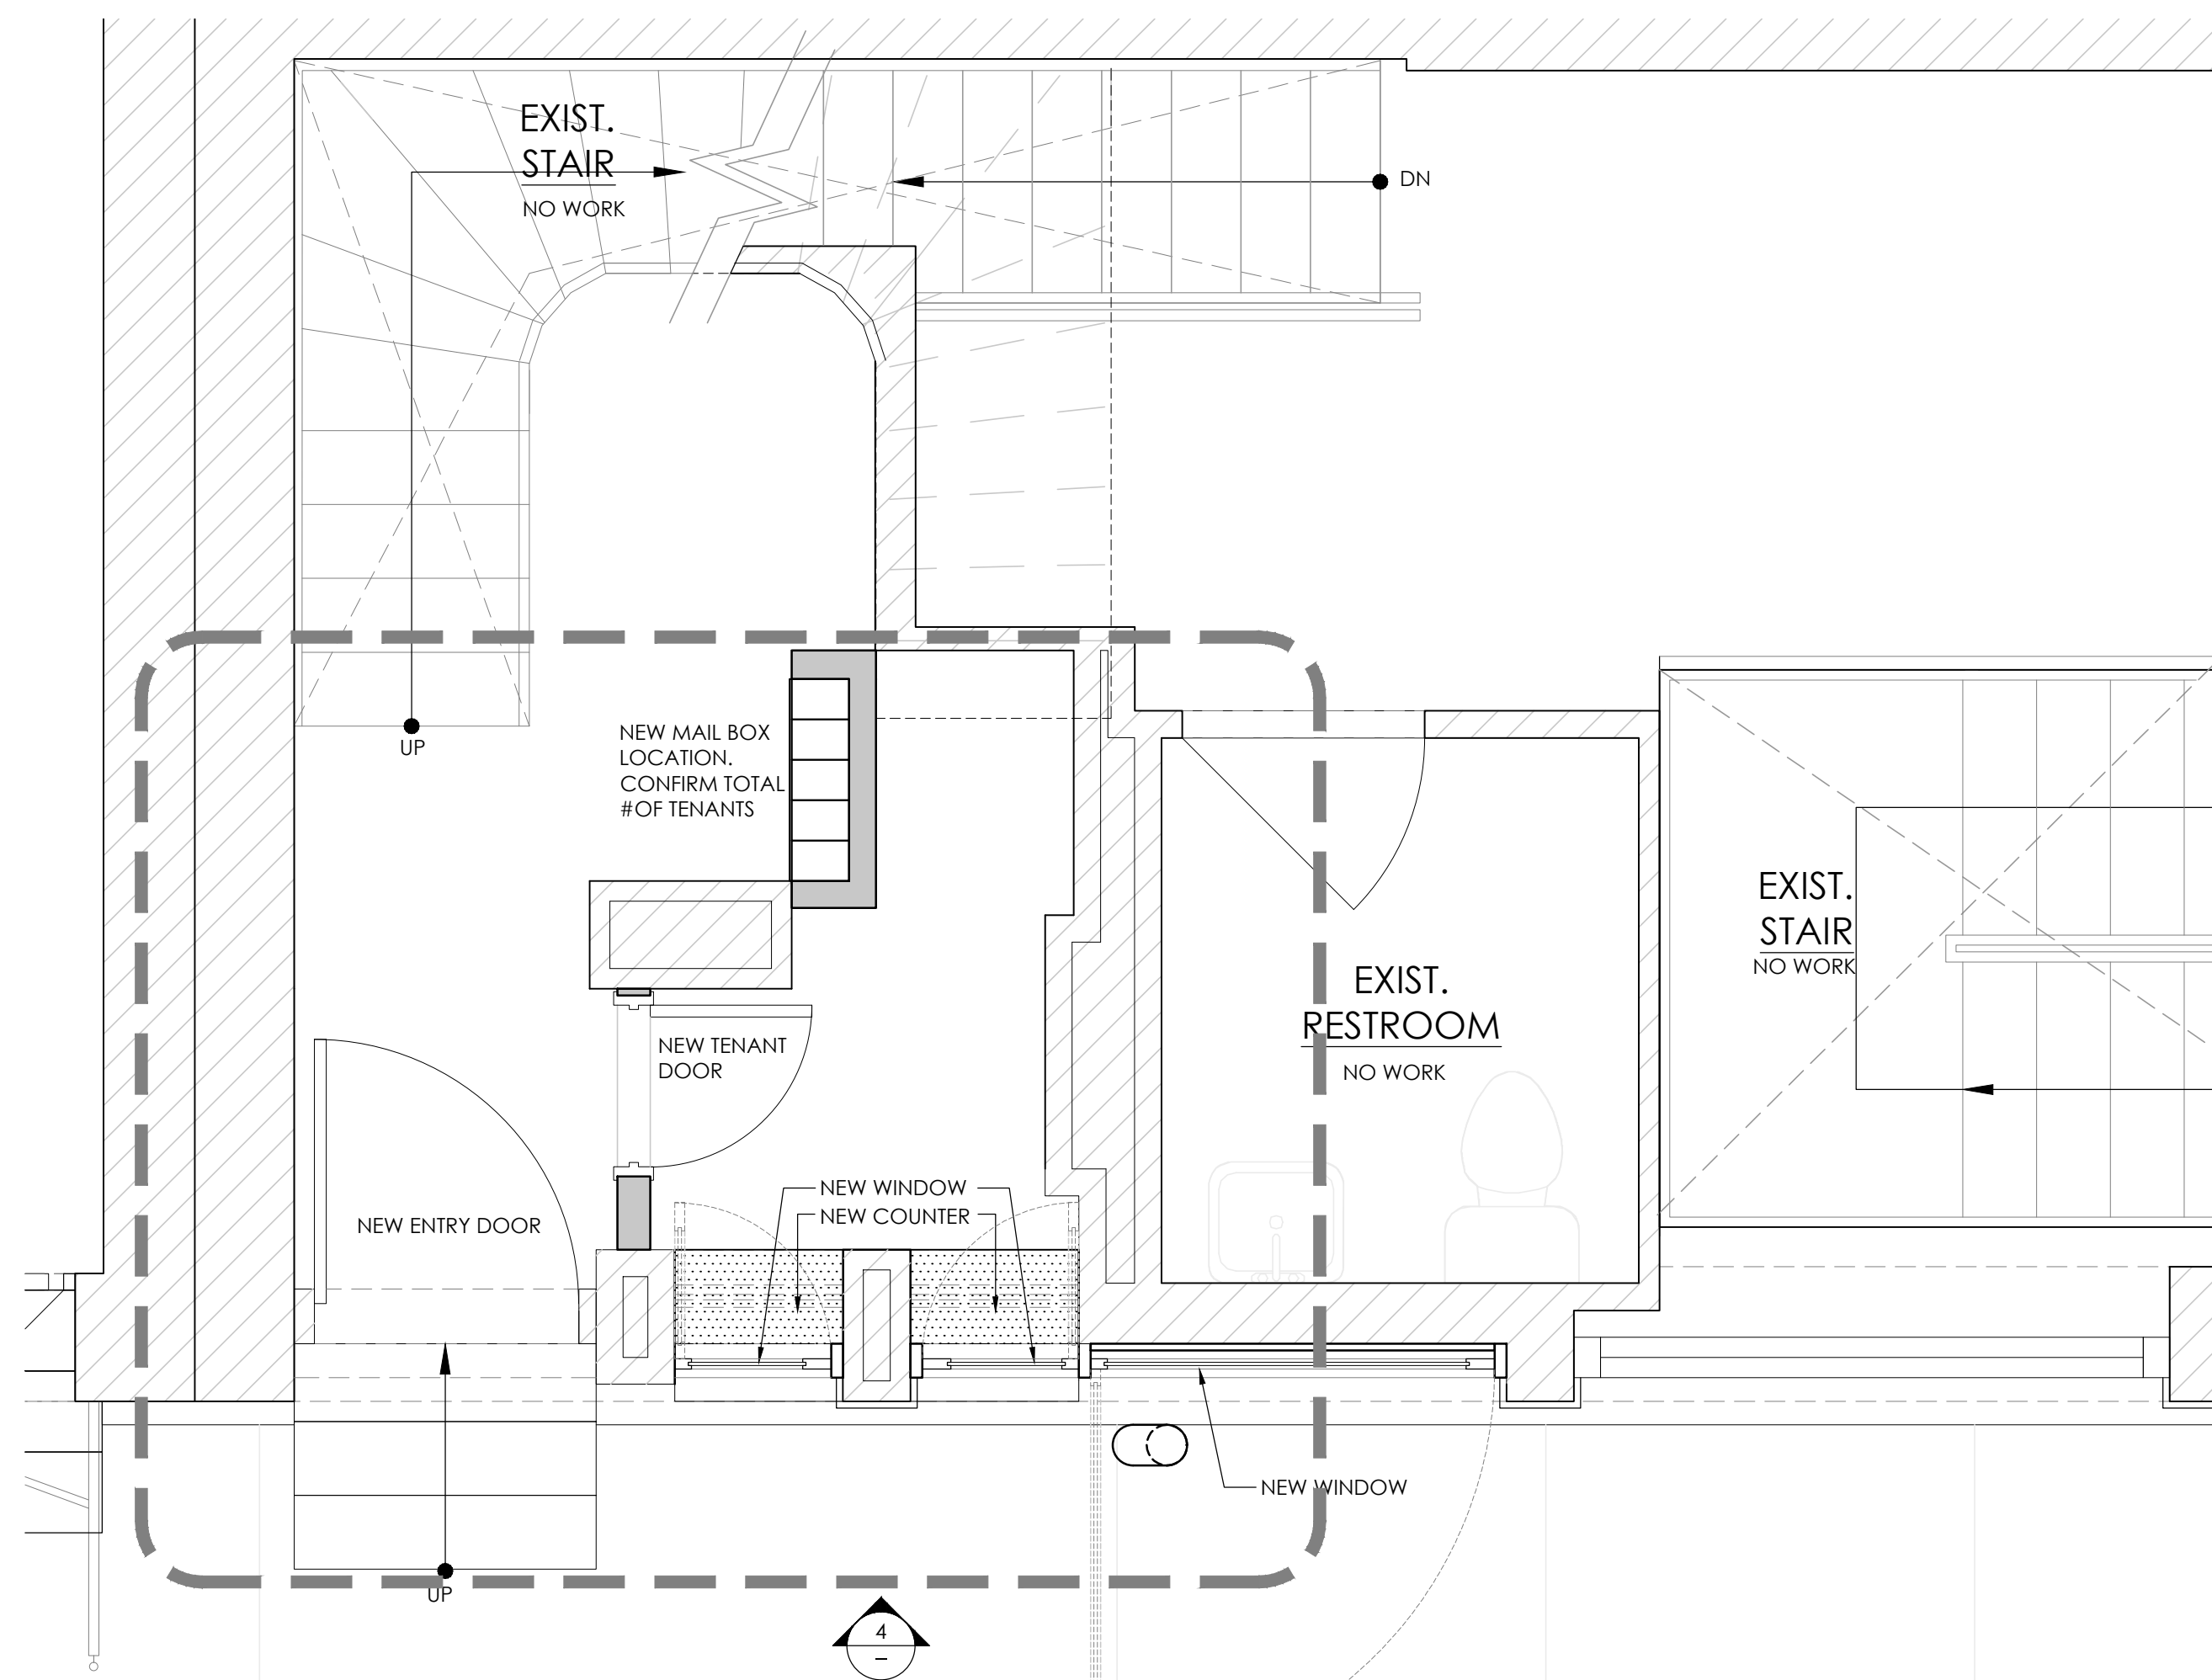 EXIST.
STAIR
NO WORK
DN
UP
NEW MAIL BOX
LOCATION.
CONFIRM TOTAL
#OF TENANTS
EXIST.
STAIR
NO WORK
EXIST.
RESTROOM
NO WORK
NEW TENANT
DOOR
NEW WINDOW
NEW COUNTER
NEW ENTRY DOOR
NEW WINDOW
UP
4
–